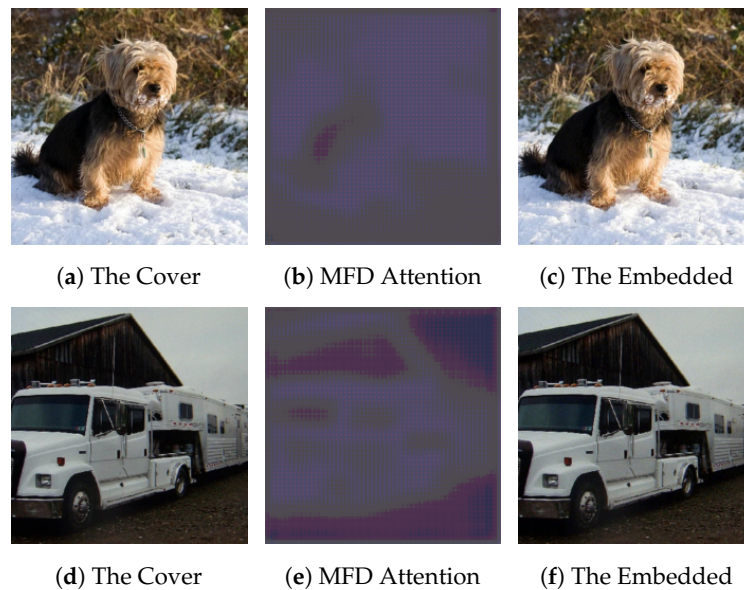 (a) The Cover
(b) MFD Attention
(c) The Embedded
(d) The Cover
(e) MFD Attention
(f) The Embedded